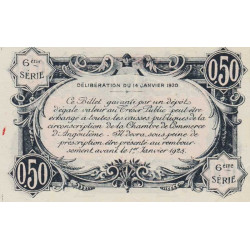 6ème SÉRIE
0,50
DÉLIBÉRATION DU 14 JANVIER 1920
Ce Billet garanti par un dépôt
d'égale valeur au Trésor Public peut être
échangé à toutes les caisses publiques de la
circonscription de la Chambre de Commerce
d'Angoulême. Il devra, sous peine de
prescription être présenté au rembour-
sement avant le 1er Janvier 1925.
0,50
6ème SÉRIE